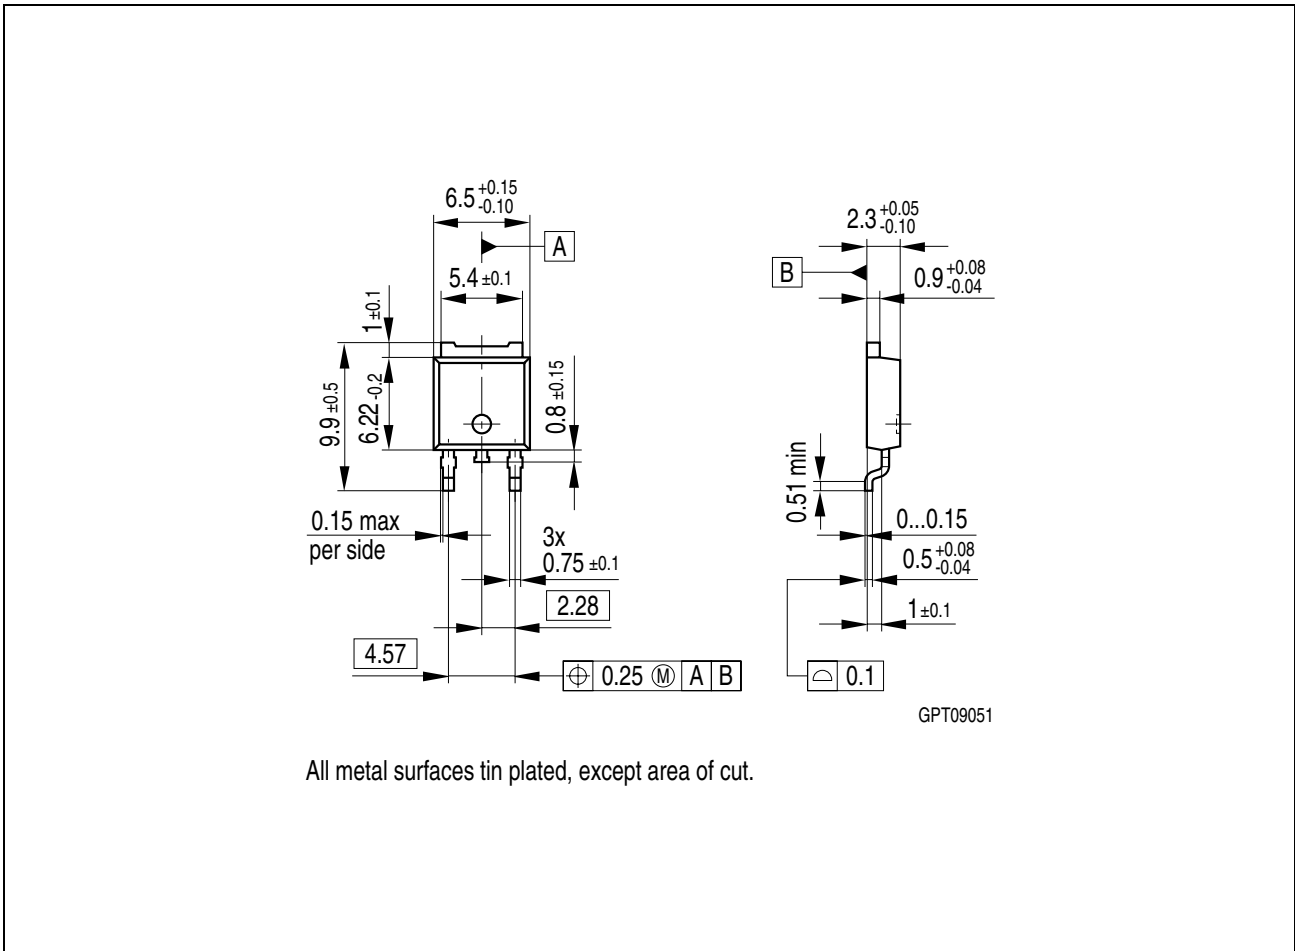 6.5 +0.15 -0.10
A
5.4 ±0.1
1 ±0.1
9.9 ±0.5
6.22 -0.2
0.8 ±0.15
0.15 max
per side
3x
0.75 ±0.1
2.28
4.57
0.25 Ⓜ A B
2.3 +0.05 -0.10
B
0.9 +0.08 -0.04
0.51 min
0...0.15
0.5 +0.08 -0.04
1 ±0.1
0.1
GPT09051
All metal surfaces tin plated, except area of cut.